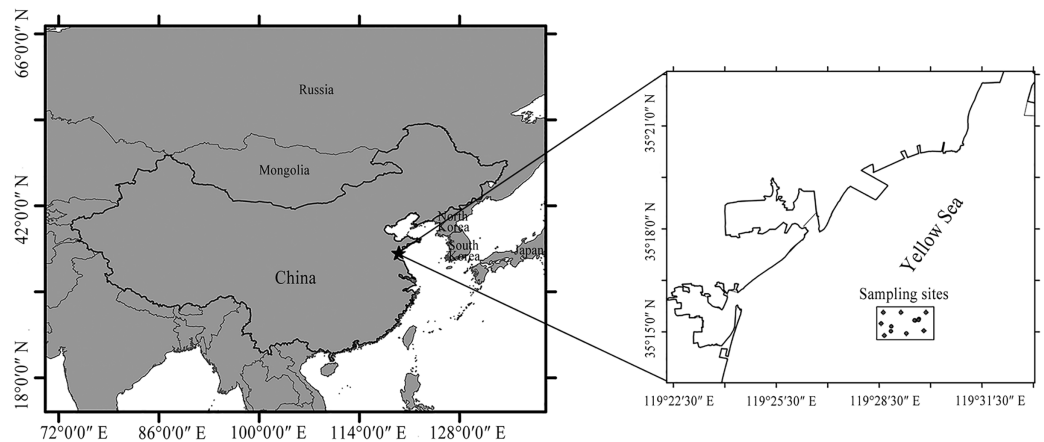 66°0'0" N
42°0'0" N
18°0'0" N
72°0'0" E
86°0'0" E
100°0'0" E
114°0'0" E
128°0'0" E
Russia
Mongolia
China
North
Korea
South
Korea
Japan
35°21'0" N
35°18'0" N
35°15'0" N
119°22'30" E
119°25'30" E
119°28'30" E
119°31'30" E
Yellow Sea
Sampling sites